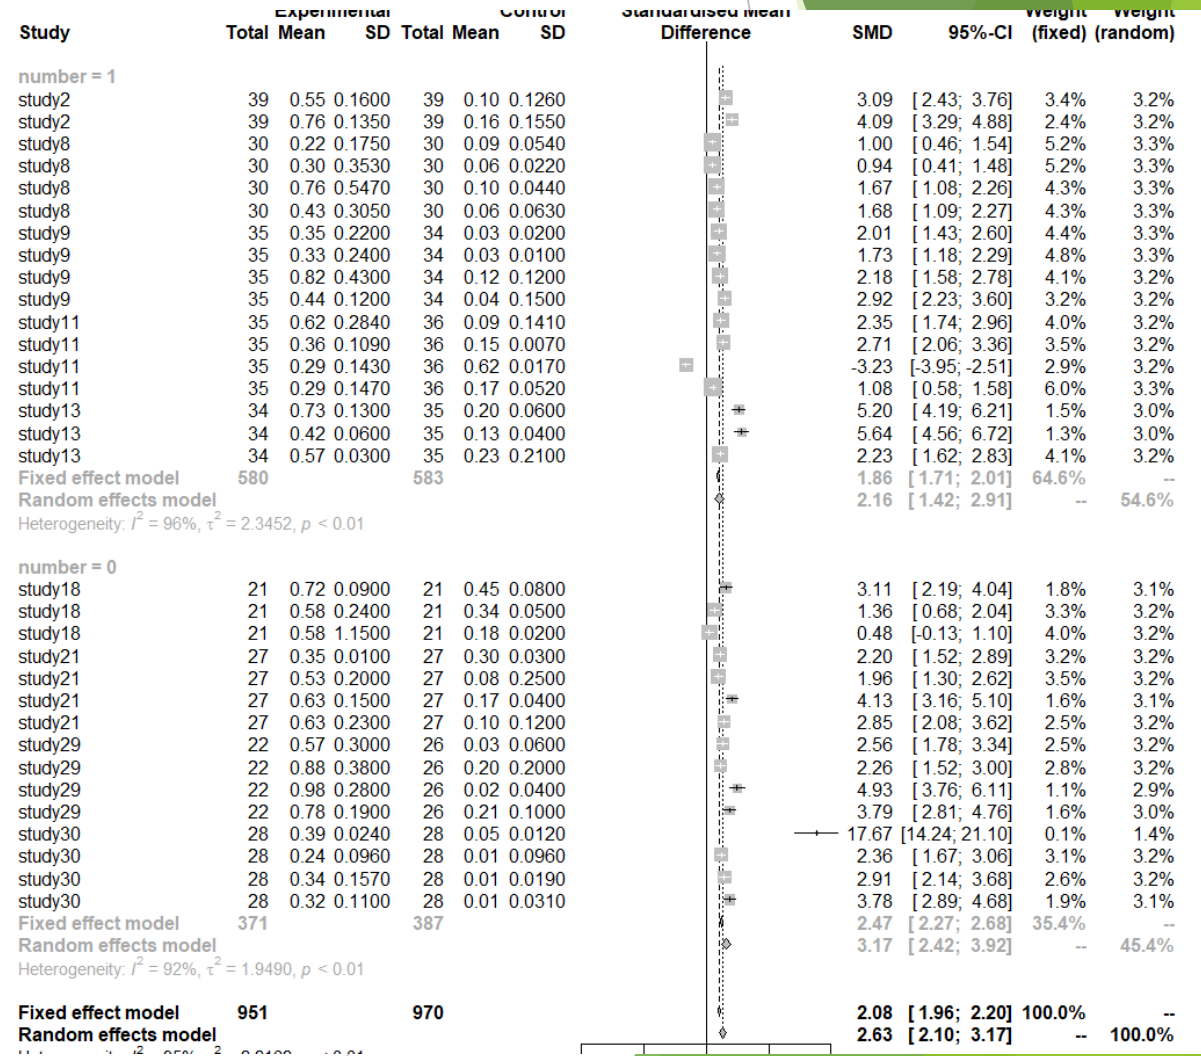 Experimental Control Standardised Mean Weight Weight
Study Total Mean SD Total Mean SD Difference SMD 95%-CI (fixed) (random)
number = 1
study2 39 0.55 0.1600 39 0.10 0.1260 3.09 [ 2.43; 3.76] 3.4% 3.2%
study2 39 0.76 0.1350 39 0.16 0.1550 4.09 [ 3.29; 4.88] 2.4% 3.2%
study8 30 0.22 0.1750 30 0.09 0.0540 1.00 [ 0.46; 1.54] 5.2% 3.3%
study8 30 0.30 0.3530 30 0.06 0.0220 0.94 [ 0.41; 1.48] 5.2% 3.3%
study8 30 0.76 0.5470 30 0.10 0.0440 1.67 [ 1.08; 2.26] 4.3% 3.3%
study8 30 0.43 0.3050 30 0.06 0.0630 1.68 [ 1.09; 2.27] 4.3% 3.3%
study9 35 0.35 0.2200 34 0.03 0.0200 2.01 [ 1.43; 2.60] 4.4% 3.3%
study9 35 0.33 0.2400 34 0.03 0.0100 1.73 [ 1.18; 2.29] 4.8% 3.3%
study9 35 0.82 0.4300 34 0.12 0.1200 2.18 [ 1.58; 2.78] 4.1% 3.2%
study9 35 0.44 0.1200 34 0.04 0.1500 2.92 [ 2.23; 3.60] 3.2% 3.2%
study11 35 0.62 0.2840 36 0.09 0.1410 2.35 [ 1.74; 2.96] 4.0% 3.2%
study11 35 0.36 0.1090 36 0.15 0.0070 2.71 [ 2.06; 3.36] 3.5% 3.2%
study11 35 0.29 0.1430 36 0.62 0.0170 -3.23 [-3.95; -2.51] 2.9% 3.2%
study11 35 0.29 0.1470 36 0.17 0.0520 1.08 [ 0.58; 1.58] 6.0% 3.3%
study13 34 0.73 0.1300 35 0.20 0.0600 5.20 [ 4.19; 6.21] 1.5% 3.0%
study13 34 0.42 0.0600 35 0.13 0.0400 5.64 [ 4.56; 6.72] 1.3% 3.0%
study13 34 0.57 0.0300 35 0.23 0.2100 2.23 [ 1.62; 2.83] 4.1% 3.2%
Fixed effect model 580 583 1.86 [ 1.71; 2.01] 64.6% --
Random effects model 2.16 [ 1.42; 2.91] -- 54.6%
Heterogeneity: I² = 96%, τ² = 2.3452, p < 0.01
number = 0
study18 21 0.72 0.0900 21 0.45 0.0800 3.11 [ 2.19; 4.04] 1.8% 3.1%
study18 21 0.58 0.2400 21 0.34 0.0500 1.36 [ 0.68; 2.04] 3.3% 3.2%
study18 21 0.58 1.1500 21 0.18 0.0200 0.48 [-0.13; 1.10] 4.0% 3.2%
study21 27 0.35 0.0100 27 0.30 0.0300 2.20 [ 1.52; 2.89] 3.2% 3.2%
study21 27 0.53 0.2000 27 0.08 0.2500 1.96 [ 1.30; 2.62] 3.5% 3.2%
study21 27 0.63 0.1500 27 0.17 0.0400 4.13 [ 3.16; 5.10] 1.6% 3.1%
study21 27 0.63 0.2300 27 0.10 0.1200 2.85 [ 2.08; 3.62] 2.5% 3.2%
study29 22 0.57 0.3000 26 0.03 0.0600 2.56 [ 1.78; 3.34] 2.5% 3.2%
study29 22 0.88 0.3800 26 0.20 0.2000 2.26 [ 1.52; 3.00] 2.8% 3.2%
study29 22 0.98 0.2800 26 0.02 0.0400 4.93 [ 3.76; 6.11] 1.1% 2.9%
study29 22 0.78 0.1900 26 0.21 0.1000 3.79 [ 2.81; 4.76] 1.6% 3.0%
study30 28 0.39 0.0240 28 0.05 0.0120 17.67 [14.24; 21.10] 0.1% 1.4%
study30 28 0.24 0.0960 28 0.01 0.0960 2.36 [ 1.67; 3.06] 3.1% 3.2%
study30 28 0.34 0.1570 28 0.01 0.0190 2.91 [ 2.14; 3.68] 2.6% 3.2%
study30 28 0.32 0.1100 28 0.01 0.0310 3.78 [ 2.89; 4.68] 1.9% 3.1%
Fixed effect model 371 387 2.47 [ 2.27; 2.68] 35.4% --
Random effects model 3.17 [ 2.42; 3.92] -- 45.4%
Heterogeneity: I² = 92%, τ² = 1.9490, p < 0.01
Fixed effect model 951 970 2.08 [ 1.96; 2.20] 100.0% --
Random effects model 2.63 [ 2.10; 3.17] -- 100.0%